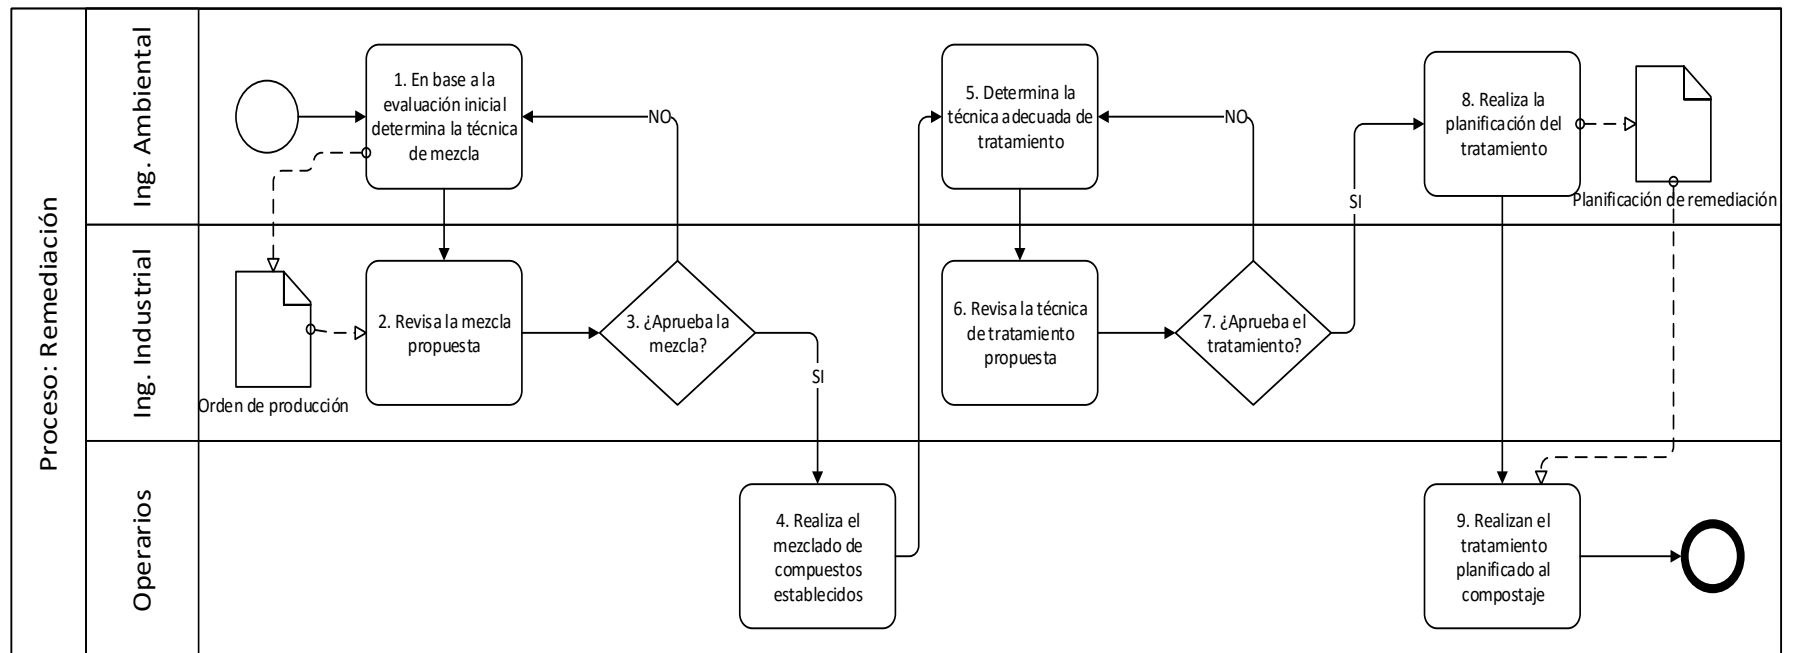 Proceso: Remediación
Ing. Ambiental
1. En base a la
evaluación inicial
determina la técnica
de mezcla
NO
5. Determina la
técnica adecuada de
tratamiento
NO
SI
8. Realiza la
planificación del
tratamiento
Planificación de remediación
Ing. Industrial
Orden de producción
2. Revisa la mezcla
propuesta
3. ¿Aprueba la
mezcla?
SI
6. Revisa la técnica
de tratamiento
propuesta
7. ¿Aprueba el
tratamiento?
Operarios
4. Realiza el
mezclado de
compuestos
establecidos
9. Realizan el
tratamiento
planificado al
compostaje